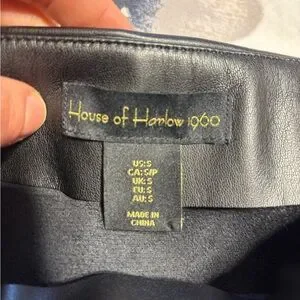 House of Harlow 1960
US:S
CA:S/P
UK:S
EU:S
AU:S
MADE IN
CHINA